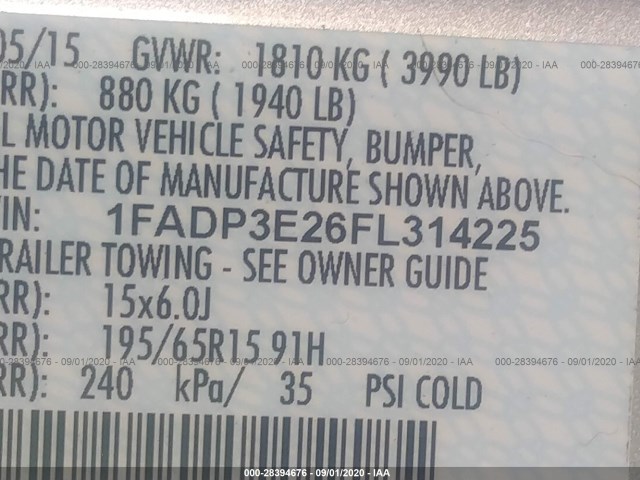 05/15 GVWR: 1810 KG ( 3990 LB)
RR): 880 KG ( 1940 LB)
L MOTOR VEHICLE SAFETY, BUMPER,
HE DATE OF MANUFACTURE SHOWN ABOVE.
VIN: 1FADP3E26FL314225
RAILER TOWING - SEE OWNER GUIDE
RR): 15x6.0J
RR): 195/65R15 91H
RR): 240 kPa/ 35 PSI COLD
000-28394676 - 09/01/2020 - IAA